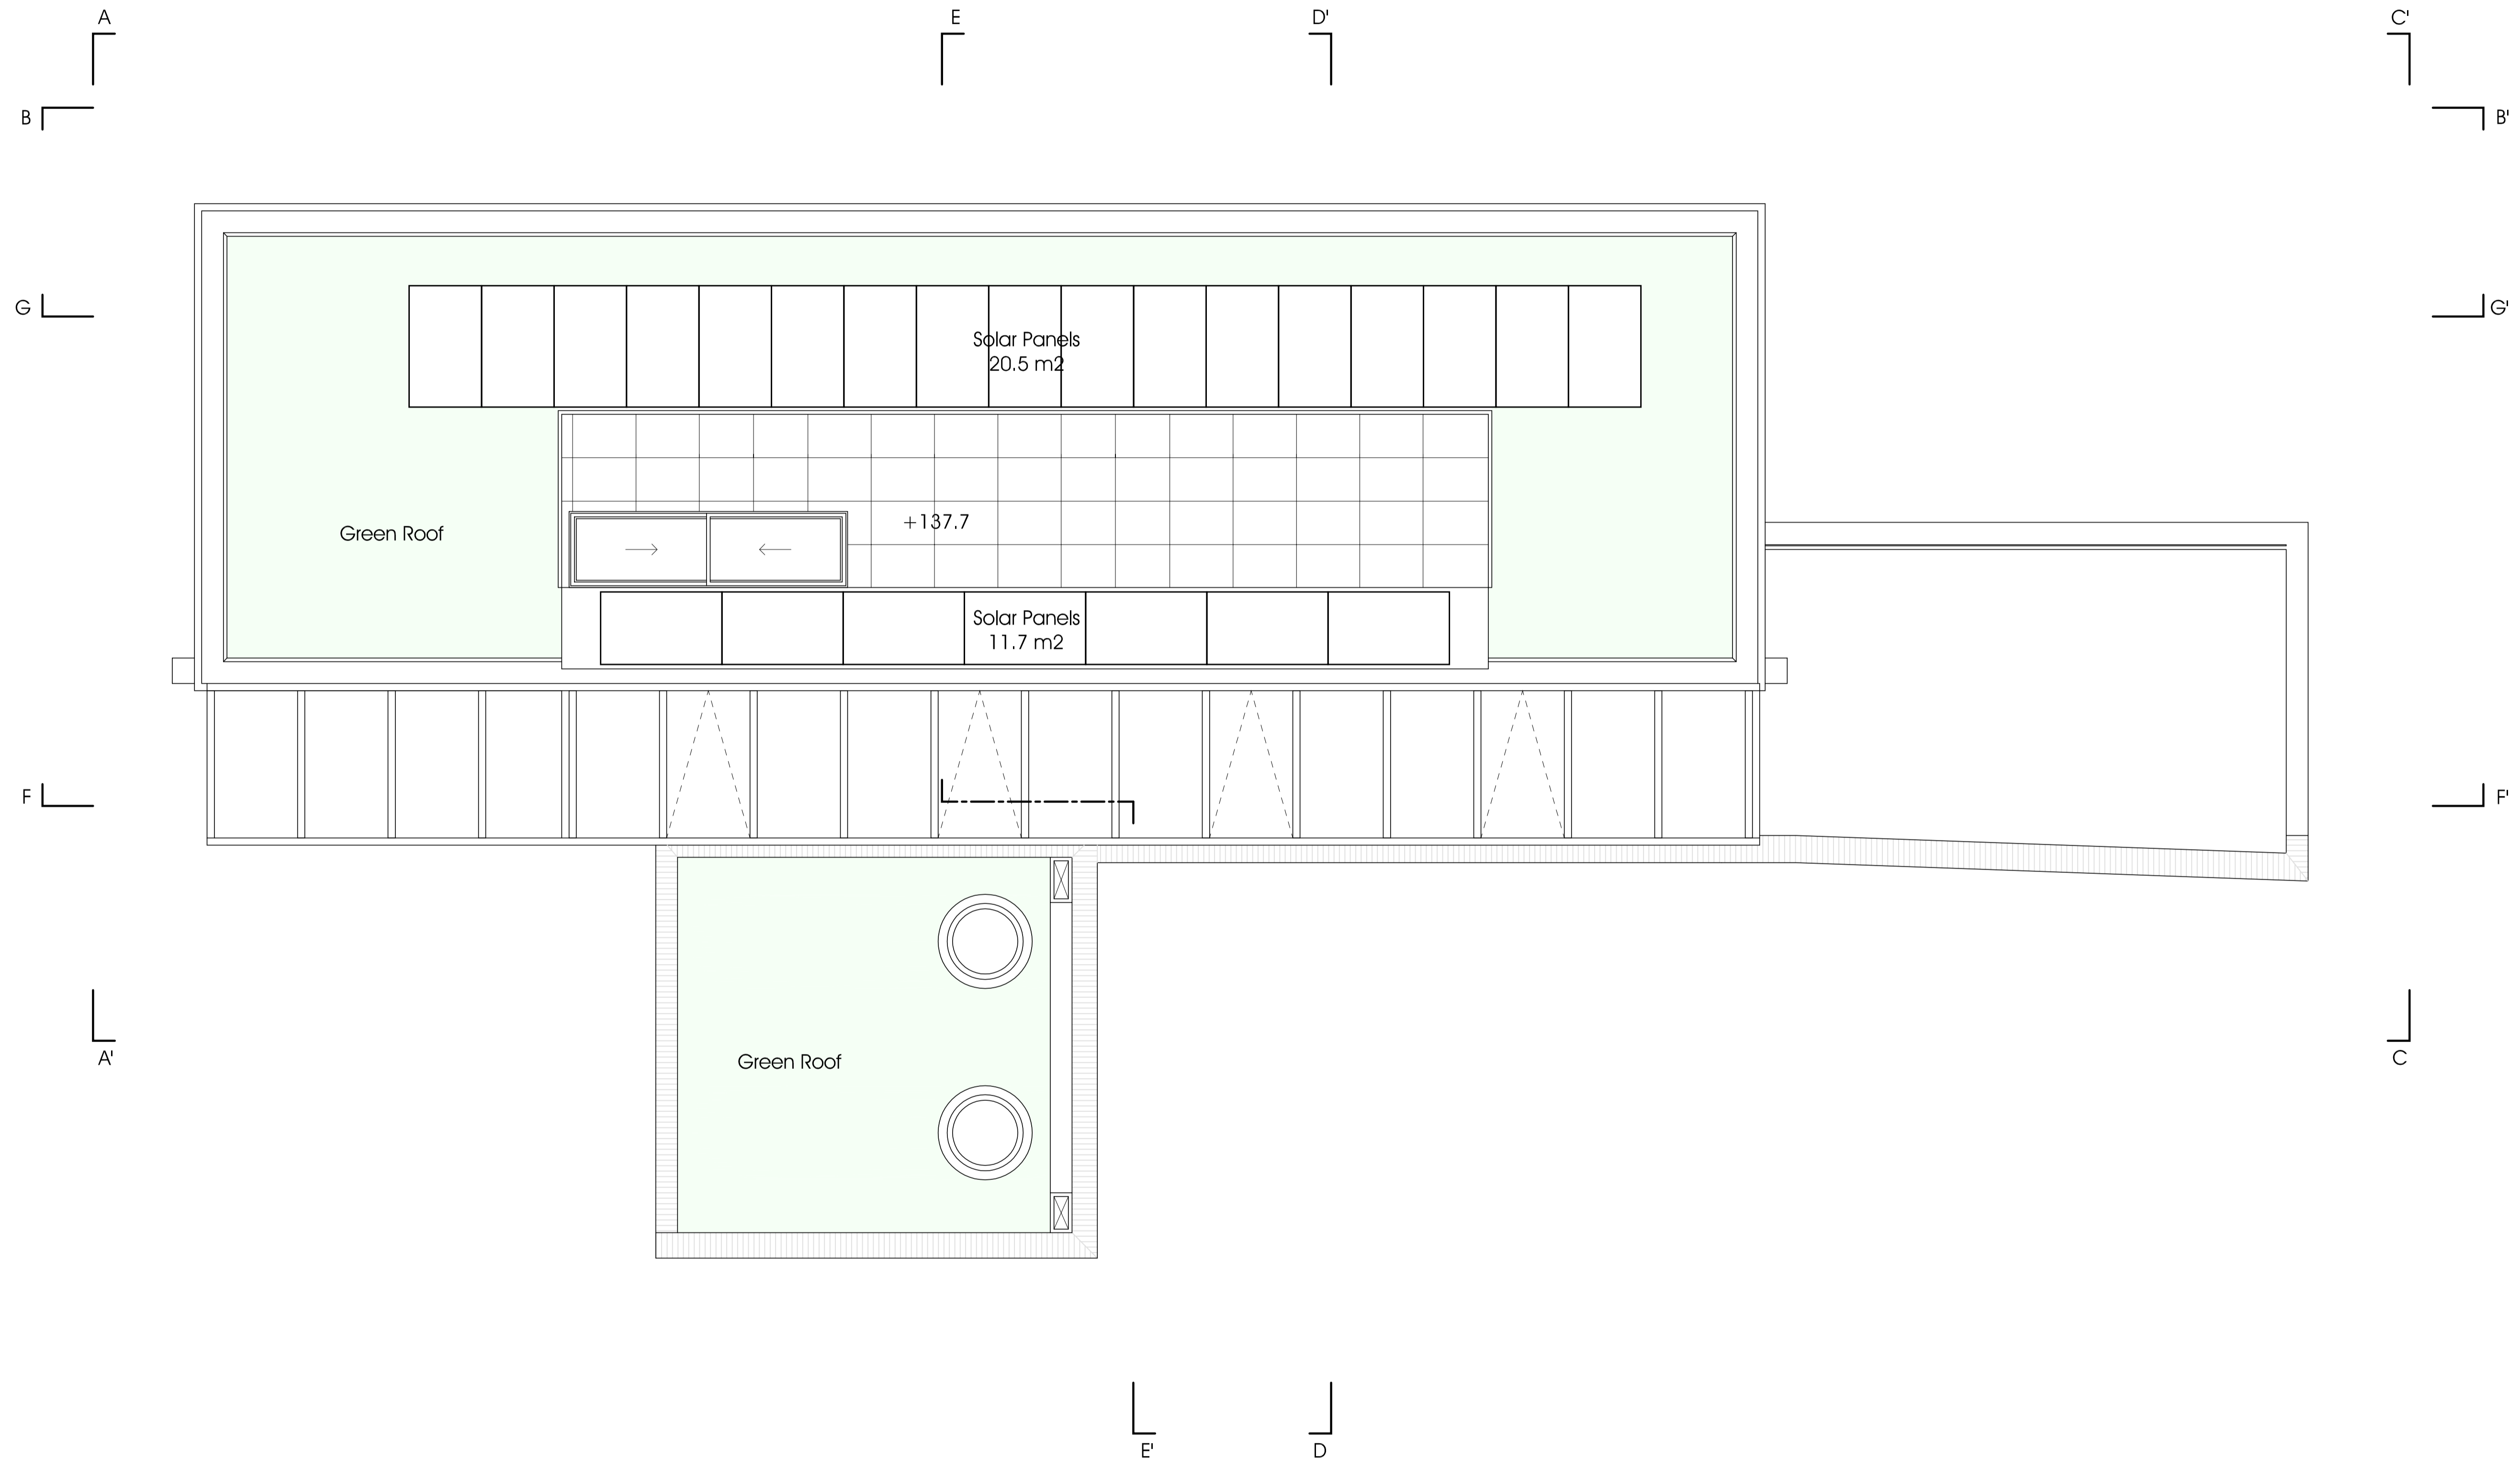 A
E
D'
C'
B
B'
G
G'
Solar Panels
20.5 m2
+137.7
Green Roof
Solar Panels
11.7 m2
F
F'
A'
C
Green Roof
E'
D